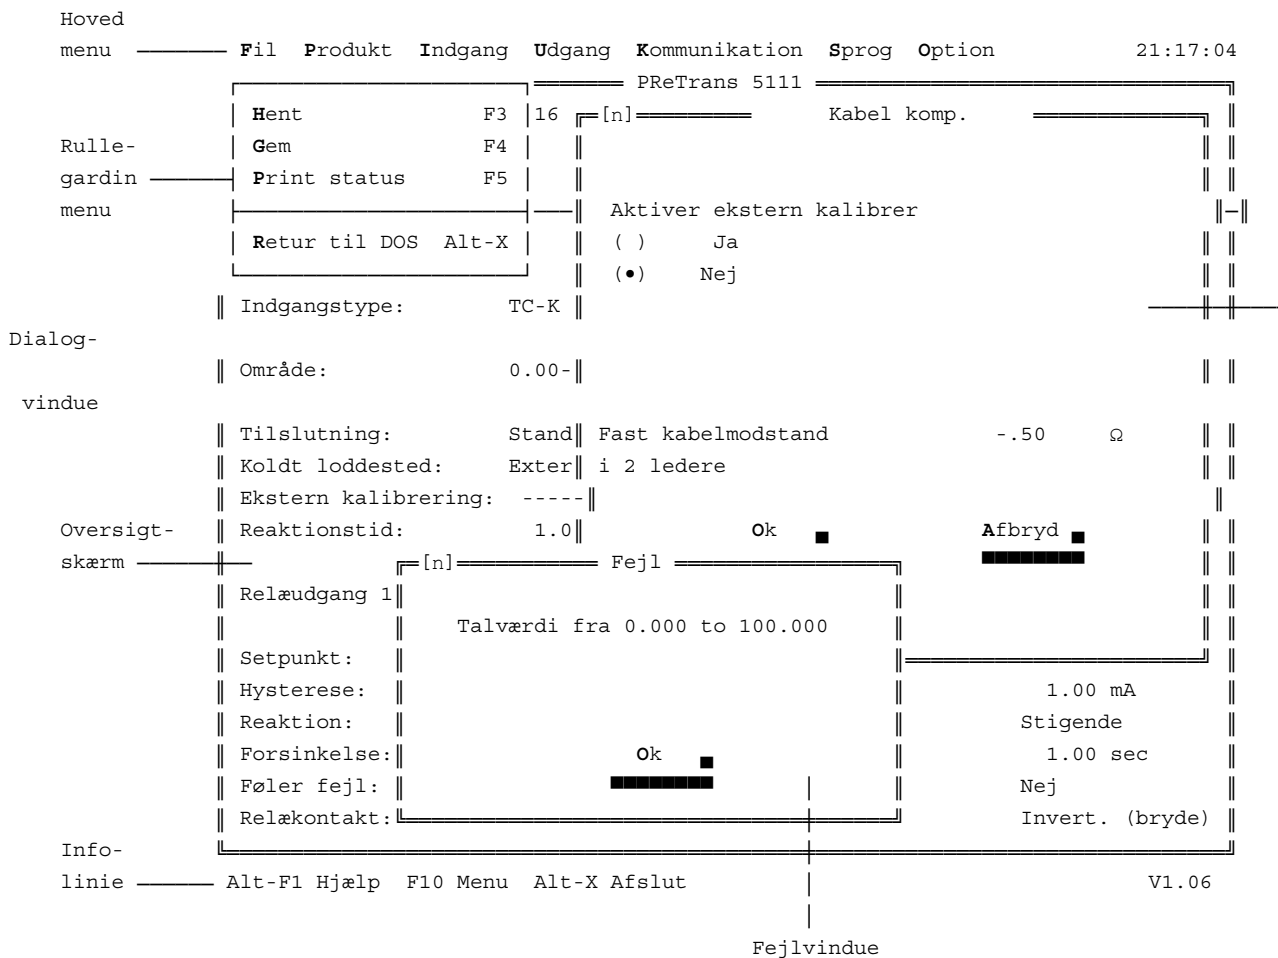 Hoved
menu Fil Produkt Indgang Udgang Kommunikation Sprog Option 21:17:04
PReTrans 5111
Hent F3 16 [n] Kabel komp.
Rulle- Gem F4
gardin Print status F5
menu Aktiver ekstern kalibrer
Retur til DOS Alt-X ( ) Ja
(•) Nej
Indgangstype: TC-K
Dialog-
Område: 0.00-
vindue
Tilslutning: Stand Fast kabelmodstand -.50 Ω
Koldt loddested: Exter i 2 ledere
Ekstern kalibrering: -----
Oversigt- Reaktionstid: 1.0 Ok Afbryd
skærm [n] Fejl
Relæudgang 1
Talværdi fra 0.000 to 100.000
Setpunkt:
Hysterese: 1.00 mA
Reaktion: Stigende
Forsinkelse: Ok 1.00 sec
Føler fejl: Nej
Relækontakt: Invert. (bryde)
Info-
linie Alt-F1 Hjælp F10 Menu Alt-X Afslut V1.06
Fejlvindue